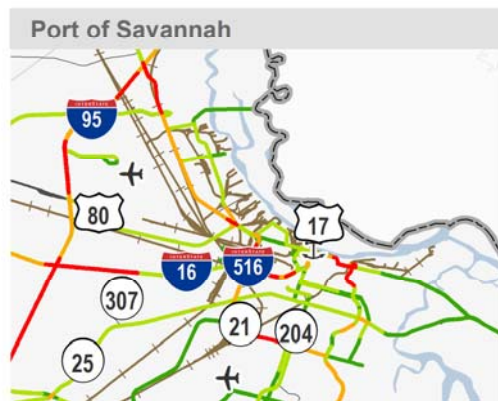 Port of Savannah
INTERSTATE
95
80
17
INTERSTATE
16
INTERSTATE
516
307
21
204
25